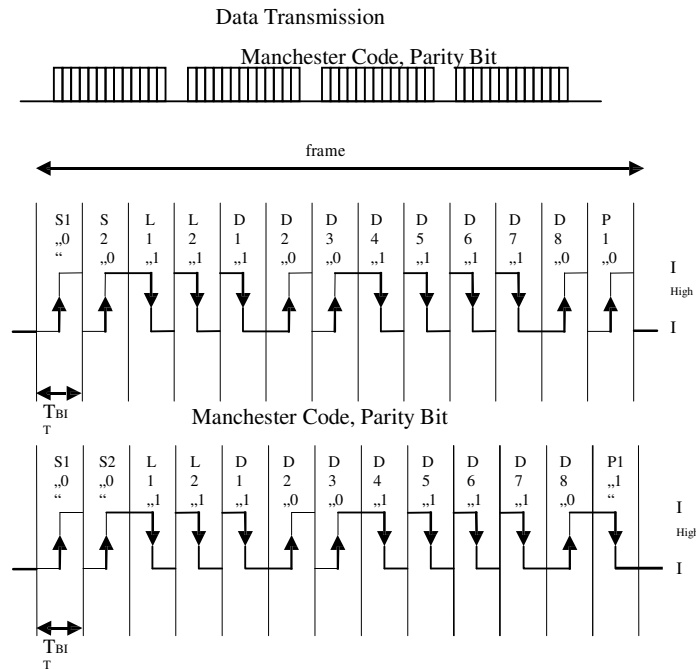 Data Transmission
Manchester Code, Parity Bit
frame
S1 S L L D D D D D D D D P
2 1 2 1 2 3 4 5 6 7 8 1
„0 „0 „1 „1 „1 „0 „0 „1 „1 „1 „1 „0 „0
“
I
High
I
TBI
T
Manchester Code, Parity Bit
S1 S2 L L D D D D D D D D P1
„0 „0 1 2 1 2 3 4 5 6 7 8 „1
“ “ „1 „1 „1 „0 „0 „1 „1 „1 „1 „0 “
I
High
I
TBI
T